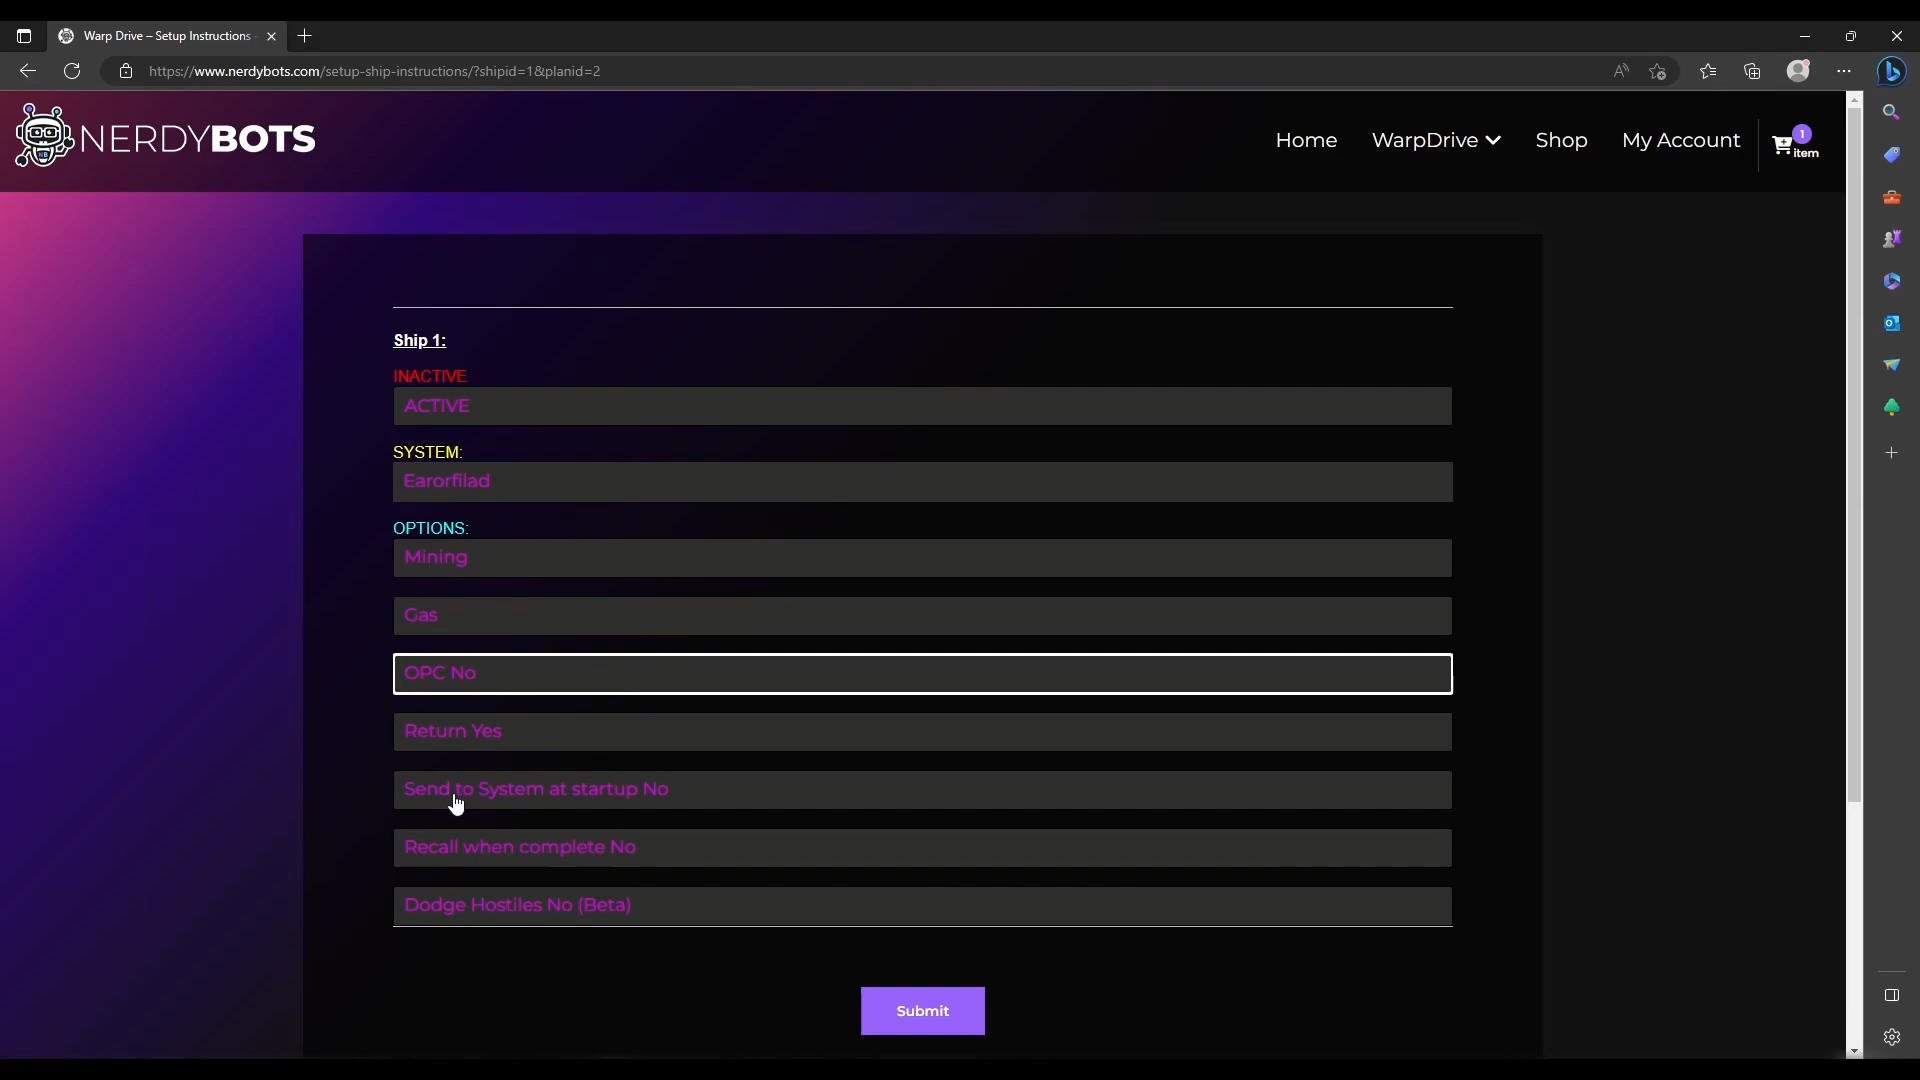 Warp Drive – Setup Instructions
https://www.nerdybots.com/setup-ship-instructions/?shipid=1&planid=2
NERDYBOTS
Home WarpDrive Shop My Account 1 item
Ship 1:
INACTIVE
ACTIVE
SYSTEM:
Earorfilad
OPTIONS:
Mining
Gas
OPC No
Return Yes
Send to System at startup No
Recall when complete No
Dodge Hostiles No (Beta)
Submit